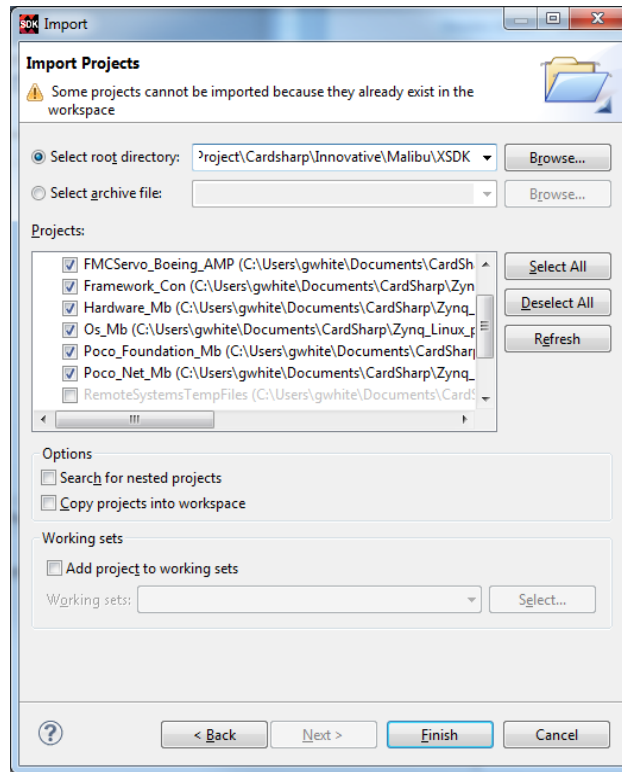 SDK Import
Import Projects
Some projects cannot be imported because they already exist in the
workspace
Select root directory: Project\Cardsharp\Innovative\Malibu\XSDK Browse...
Select archive file: Browse...
Projects:
FMCServo_Boeing_AMP (C:\Users\gwhite\Documents\CardSh
Framework_Con (C:\Users\gwhite\Documents\CardSharp\Zyn
Hardware_Mb (C:\Users\gwhite\Documents\CardSharp\Zynq_
Os_Mb (C:\Users\gwhite\Documents\CardSharp\Zynq_Linux_p
Poco_Foundation_Mb (C:\Users\gwhite\Documents\CardSharp
Poco_Net_Mb (C:\Users\gwhite\Documents\CardSharp\Zynq_
RemoteSystemsTempFiles (C:\Users\gwhite\Documents\CardS
Select All
Deselect All
Refresh
Options
Search for nested projects
Copy projects into workspace
Working sets
Add project to working sets
Working sets: Select...
? < Back Next > Finish Cancel